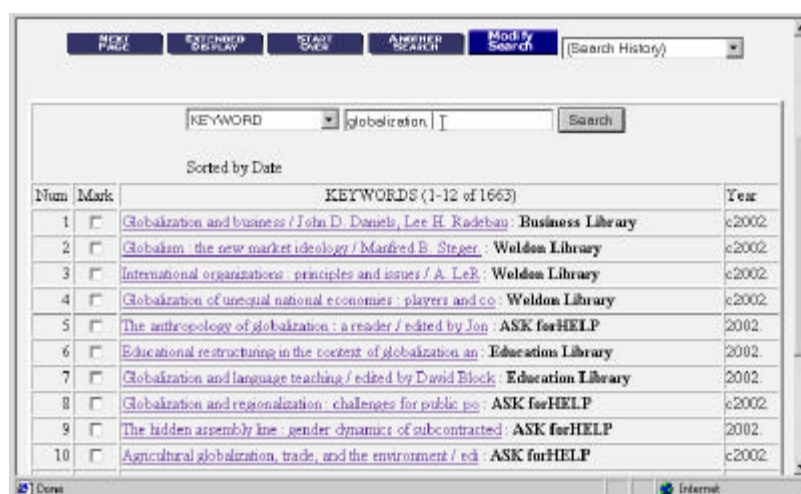 NEXT PAGE
EXTENDED DISPLAY
START OVER
ANOTHER SEARCH
Modify Search
(Search History)
KEYWORD
globalization.
Search
Sorted by Date
Num Mark KEYWORDS (1-12 of 1663) Year
1 Globalization and business / John D. Daniels, Lee H. Radebau : Business Library c2002.
2 Globalism : the new market ideology / Manfred B. Steger. : Weldon Library c2002.
3 International organizations : principles and issues / A. LeR : Weldon Library c2002.
4 Globalization of unequal national economies : players and co : Weldon Library c2002.
5 The anthropology of globalization : a reader / edited by Jon : ASK forHELP 2002.
6 Educational restructuring in the context of globalization an : Education Library 2002.
7 Globalization and language teaching / edited by David Block : Education Library 2002.
8 Globalization and regionalization : challenges for public po : ASK forHELP c2002.
9 The hidden assembly line : gender dynamics of subcontracted : ASK forHELP 2002.
10 Agricultural globalization, trade, and the environment / edi : ASK forHELP c2002.
Done
Internet